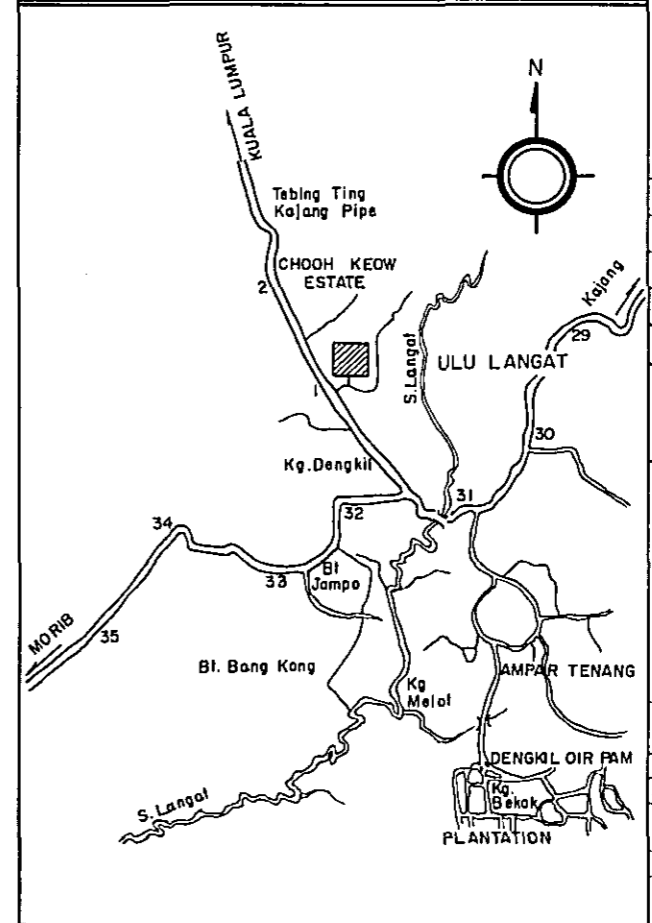 N
KUALA LUMPUR
Tebing Ting
Kajang Pipe
CHOOH KEOW
ESTATE
2
Kajang
29
S. Langat
ULU LANGAT
1
30
Kg. Dengkil
31
32
34
33
Bt
Jampo
MORIB
35
Bt. Bang Kong
AMPAR TENANG
Kg
Melot
DENGKIL OIR PAM
Kg.
Bekok
S. Langat
PLANTATION